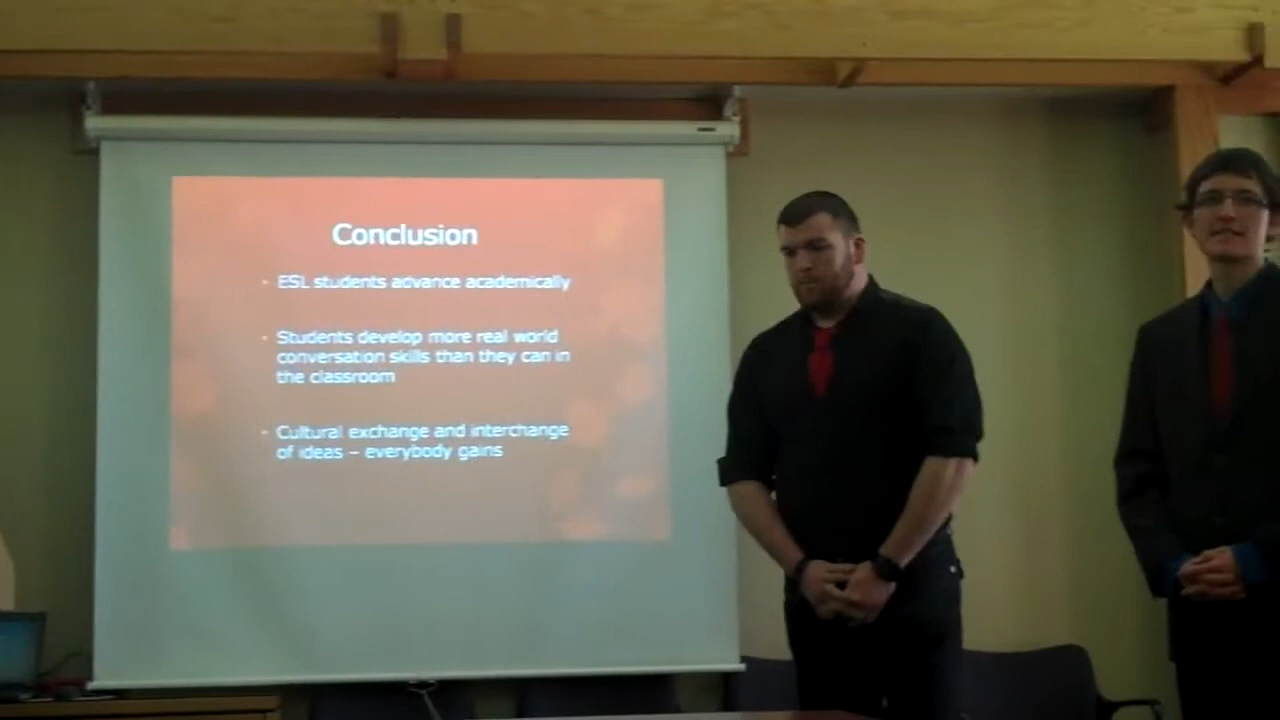 Conclusion
- ESL students advance academically
- Students develop more real world
conversation skills than they can in
the classroom
- Cultural exchange and interchange
of ideas – everybody gains